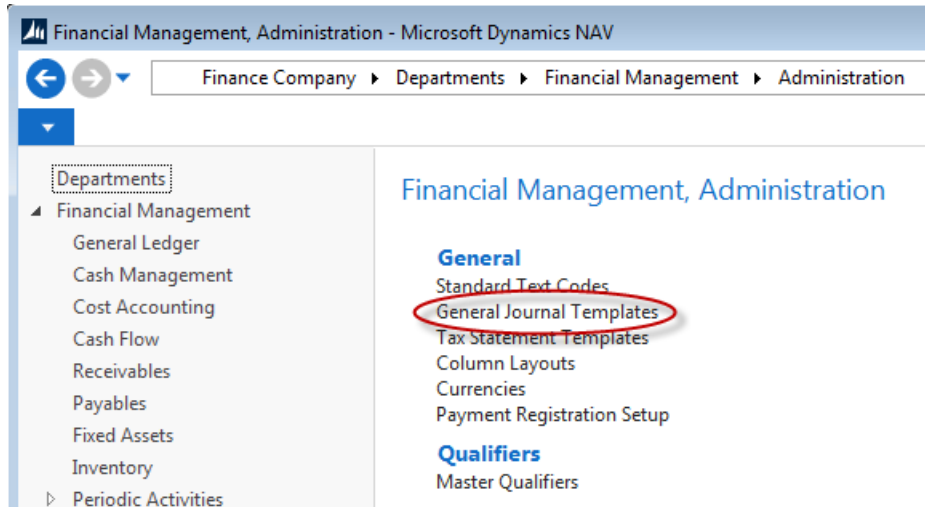 Financial Management, Administration - Microsoft Dynamics NAV
Finance Company ▸ Departments ▸ Financial Management ▸ Administration
Departments
Financial Management
General Ledger
Cash Management
Cost Accounting
Cash Flow
Receivables
Payables
Fixed Assets
Inventory
Periodic Activities
Financial Management, Administration
General
Standard Text Codes
General Journal Templates
Tax Statement Templates
Column Layouts
Currencies
Payment Registration Setup
Qualifiers
Master Qualifiers